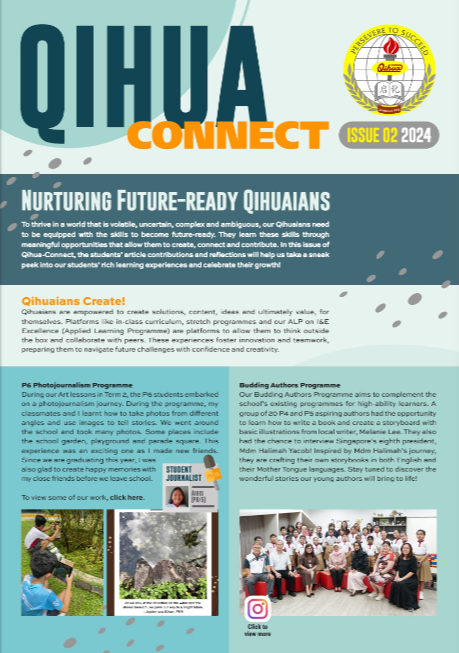 QIHUA
CONNECT
PERSEVERE TO SUCCEED
Qihua
启化
ISSUE 02 2024
NURTURING FUTURE-READY QIHUAIANS
To thrive in a world that is volatile, uncertain, complex and ambiguous, our Qihuaians need
to be equipped with the skills to become future-ready. They learn these skills through
meaningful opportunities that allow them to create, connect and contribute. In this issue of
Qihua-Connect, the students' article contributions and reflections will help us take a sneak
peek into our students' rich learning experiences and celebrate their growth!
Qihuaians Create!
Qihuaians are empowered to create solutions, content, ideas and ultimately value, for
themselves. Platforms like in-class curriculum, stretch programmes and our ALP on I&E
Excellence (Applied Learning Programme) are platforms to allow them to think outside
the box and collaborate with peers. These experiences foster innovation and teamwork,
preparing them to navigate future challenges with confidence and creativity.
P6 Photojournalism Programme
During our Art lessons in Term 2, the P6 students embarked
on a photojournalism journey. During the programme, my
classmates and I learnt how to take photos from different
angles and use images to tell stories. We went around
the school and took many photos. Some places include
the school garden, playground and parade square. This
experience was an exciting one as I made new friends.
Since we are graduating this year, I was
also glad to create happy memories with
my close friends before we leave school.
To view some of our work, click here.
STUDENT
JOURNALIST
Budding Authors Programme
Our Budding Authors Programme aims to complement the
school's existing programmes for high-ability learners. A
group of 20 P4 and P5 aspiring authors had the opportunity
to learn how to write a book and create a storyboard with
basic illustrations from local writer, Melanie Lee. They also
had the chance to interview Singapore's eighth president,
Mdm Halimah Yacob! Inspired by Mdm Halimah's journey,
they are crafting their own storybooks in both English and
their Mother Tongue languages. Stay tuned to discover the
wonderful stories our young authors will bring to life!
Click to
view more